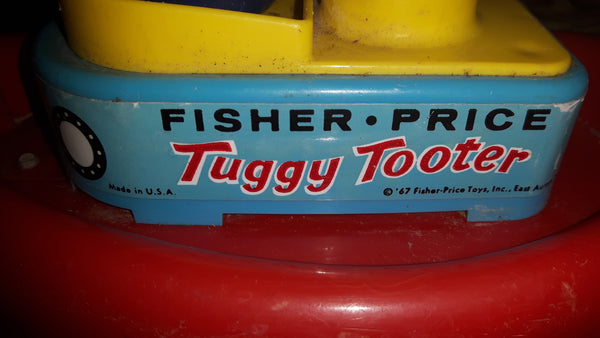 FISHER • PRICE
Tuggy Tooter
Made in U.S.A.
© '67 Fisher-Price Toys, Inc., East